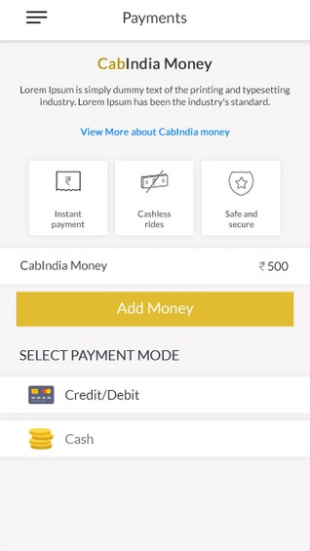 Payments
CabIndia Money
Lorem Ipsum is simply dummy text of the printing and typesetting
industry. Lorem Ipsum has been the industry's standard.
View More about CabIndia money
₹
Instant
payment
Cashless
rides
Safe and
secure
CabIndia Money ₹500
Add Money
SELECT PAYMENT MODE
Credit/Debit
Cash